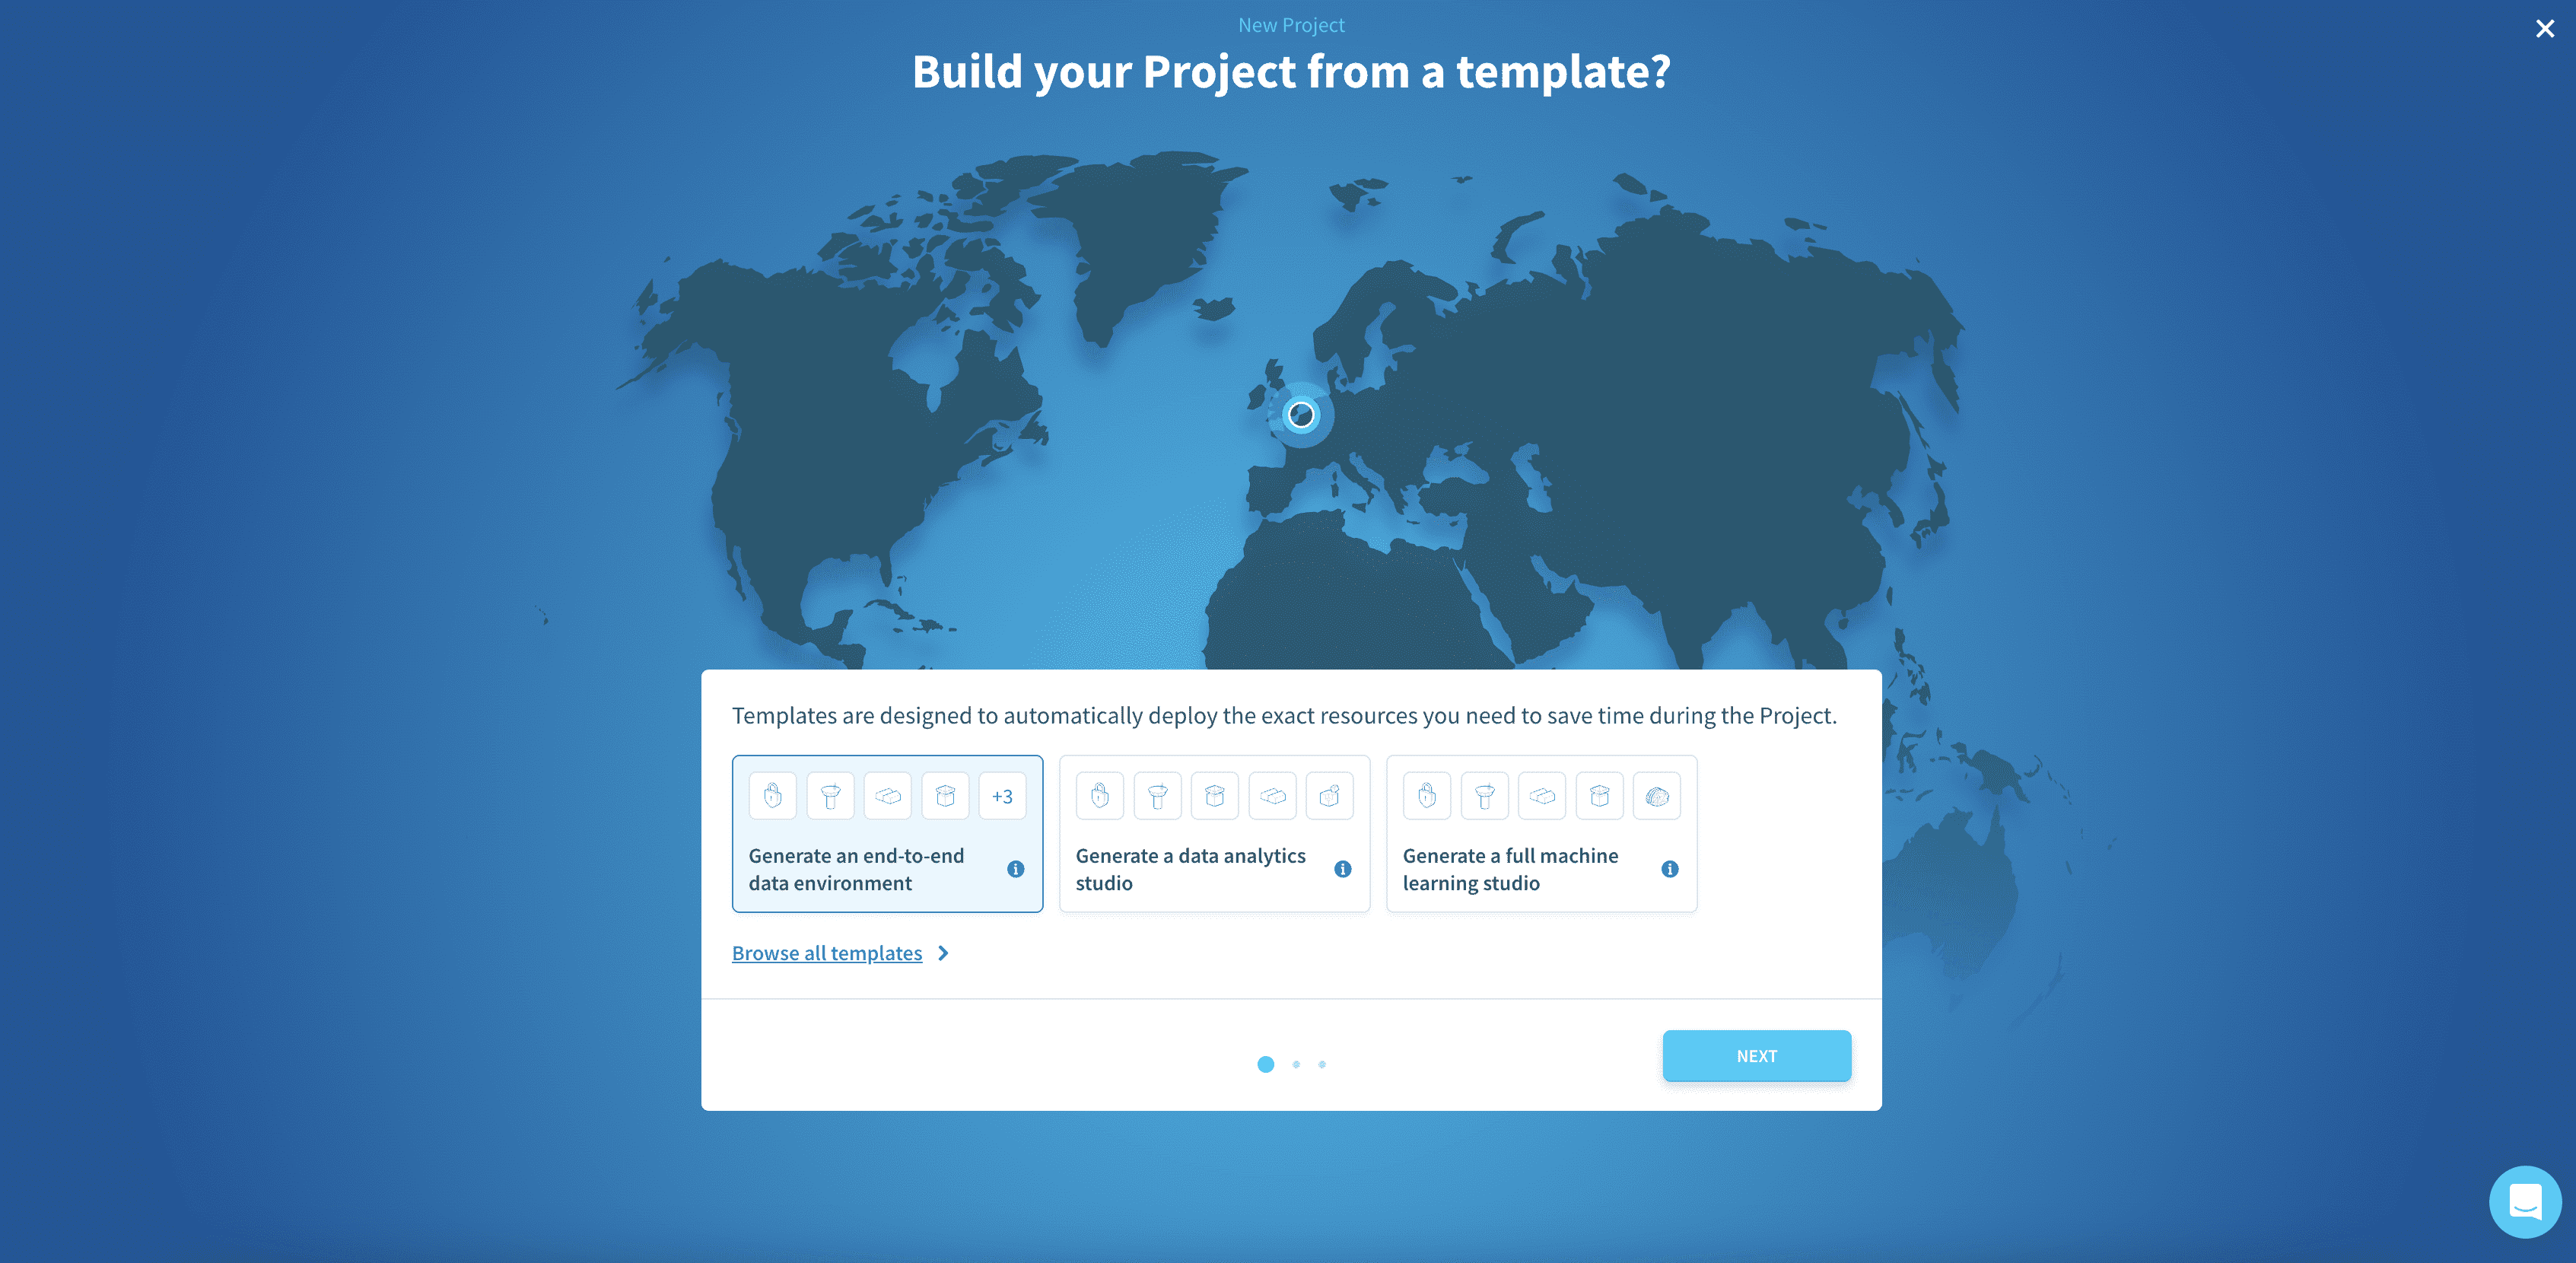 New Project
Build your Project from a template?
Templates are designed to automatically deploy the exact resources you need to save time during the Project.
+3
Generate an end-to-end
data environment
Generate a data analytics
studio
Generate a full machine
learning studio
Browse all templates
NEXT